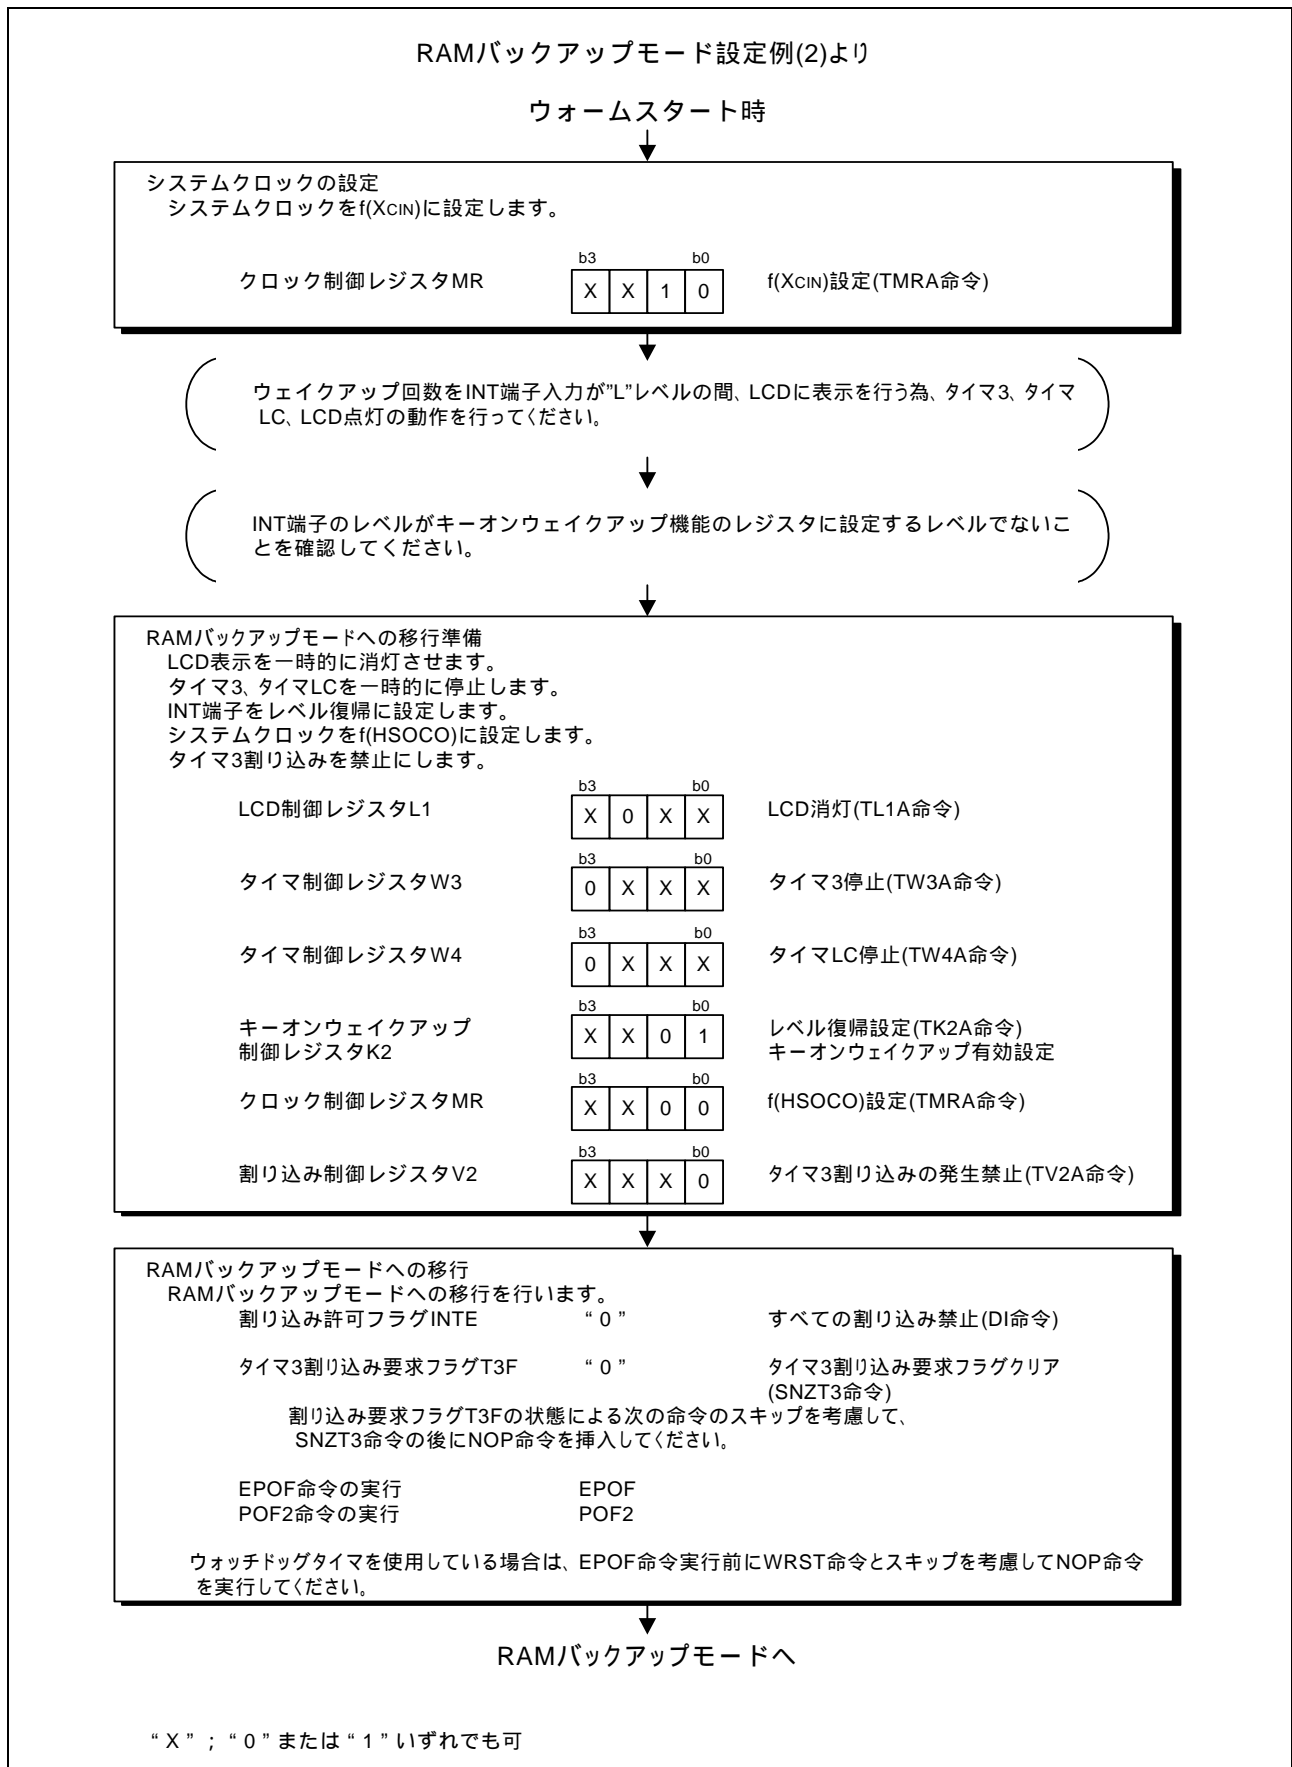 RAMバックアップモード設定例(2)より
ウォームスタート時
システムクロックの設定
システムクロックをf(XCIN)に設定します。
b3 b0
クロック制御レジスタMR X X 1 0 f(XCIN)設定(TMRA命令)
ウェイクアップ回数をINT端子入力が"L"レベルの間、LCDに表示を行う為、タイマ3、タイマ
LC、LCD点灯の動作を行ってください。
INT端子のレベルがキーオンウェイクアップ機能のレジスタに設定するレベルでないこ
とを確認してください。
RAMバックアップモードへの移行準備
LCD表示を一時的に消灯させます。
タイマ3、タイマLCを一時的に停止します。
INT端子をレベル復帰に設定します。
システムクロックをf(HSOCO)に設定します。
タイマ3割り込みを禁止にします。
b3 b0
LCD制御レジスタL1 X 0 X X LCD消灯(TL1A命令)
b3 b0
タイマ制御レジスタW3 0 X X X タイマ3停止(TW3A命令)
b3 b0
タイマ制御レジスタW4 0 X X X タイマLC停止(TW4A命令)
b3 b0
キーオンウェイクアップ X X 0 1 レベル復帰設定(TK2A命令)
制御レジスタK2 キーオンウェイクアップ有効設定
b3 b0
クロック制御レジスタMR X X 0 0 f(HSOCO)設定(TMRA命令)
b3 b0
割り込み制御レジスタV2 X X X 0 タイマ3割り込みの発生禁止(TV2A命令)
RAMバックアップモードへの移行
RAMバックアップモードへの移行を行います。
割り込み許可フラグINTE “0” すべての割り込み禁止(DI命令)
タイマ3割り込み要求フラグT3F “0” タイマ3割り込み要求フラグクリア
(SNZT3命令)
割り込み要求フラグT3Fの状態による次の命令のスキップを考慮して、
SNZT3命令の後にNOP命令を挿入してください。
EPOF命令の実行 EPOF
POF2命令の実行 POF2
ウォッチドッグタイマを使用している場合は、EPOF命令実行前にWRST命令とスキップを考慮してNOP命令
を実行してください。
RAMバックアップモードへ
“X”;“0”または“1”いずれでも可